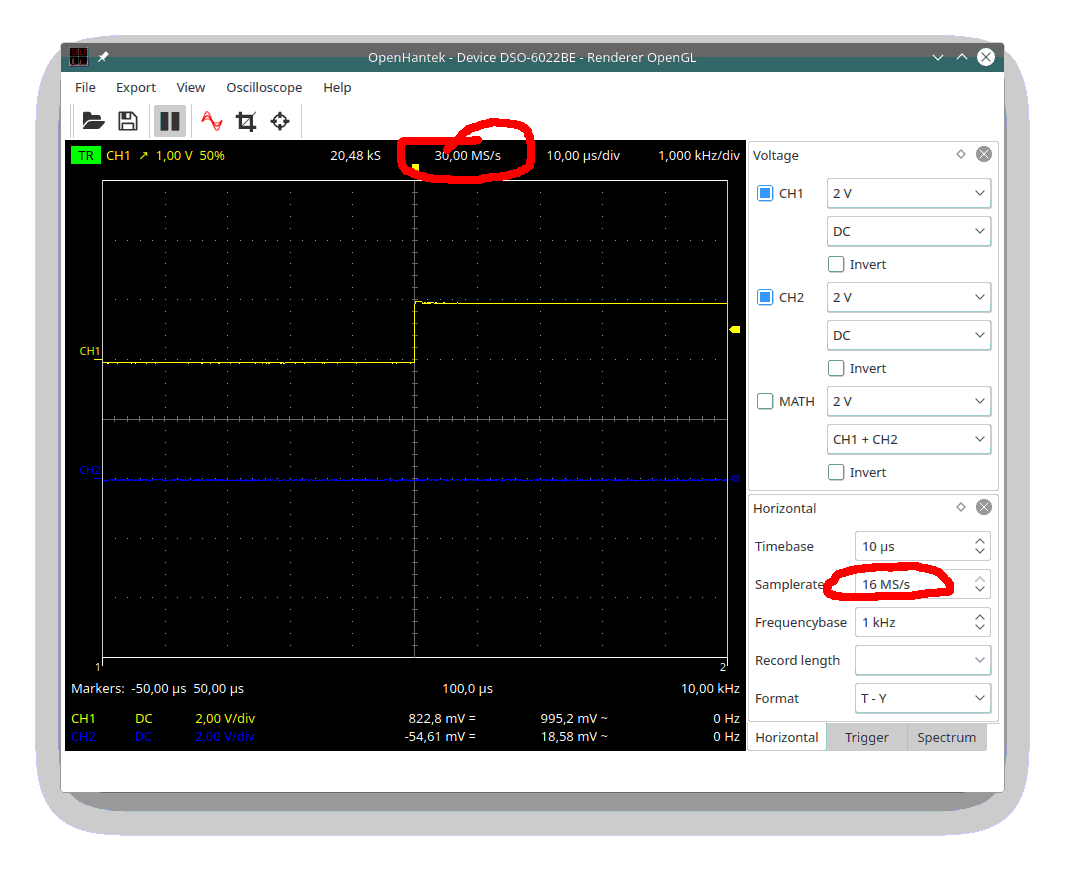 OpenHantek - Device DSO-6022BE - Renderer OpenGL
File Export View Oscilloscope Help
TR CH1 ↗ 1,00 V 50% 20,48 kS 30,00 MS/s 10,00 µs/div 1,000 kHz/div
CH1
CH2
1 2
Markers: -50,00 µs 50,00 µs 100,0 µs 10,00 kHz
CH1 DC 2,00 V/div 822,8 mV = 995,2 mV ~ 0 Hz
CH2 DC 2,00 V/div -54,61 mV = 18,58 mV ~ 0 Hz
Voltage
CH1 2 V
DC
Invert
CH2 2 V
DC
Invert
MATH 2 V
CH1 + CH2
Invert
Horizontal
Timebase 10 µs
Samplerate 16 MS/s
Frequencybase 1 kHz
Record length
Format T - Y
Horizontal Trigger Spectrum